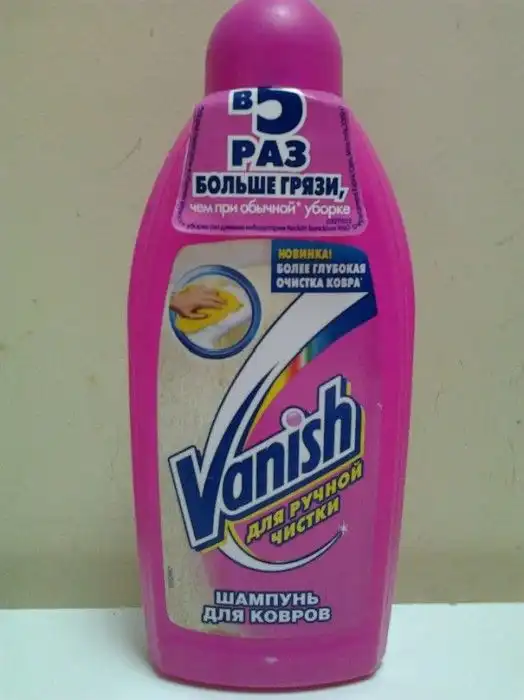 В 5
РАЗ
БОЛЬШЕ ГРЯЗИ,
чем при обычной* уборке
НОВИНКА!
БОЛЕЕ ГЛУБОКАЯ
ОЧИСТКА КОВРА
Vanish
ДЛЯ РУЧНОЙ
ЧИСТКИ
ШАМПУНЬ
ДЛЯ КОВРОВ